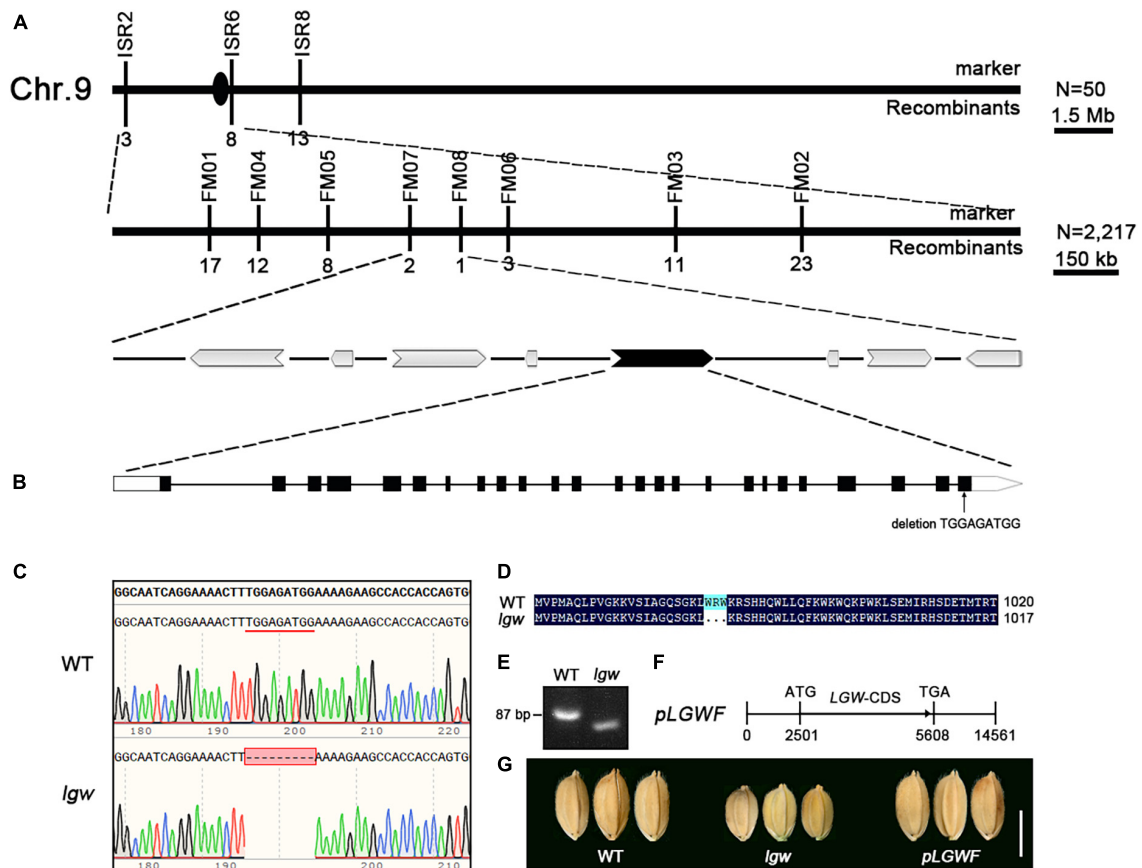 A
ISR2
ISR6
ISR8
Chr.9
marker
Recombinants
N=50
1.5 Mb
3
8
13
FM01
FM04
FM05
FM07
FM08
FM06
FM03
FM02
marker
Recombinants
N=2,217
150 kb
17
12
8
2
1
3
11
23
B
deletion TGGAGATGG
C
GGCAATCAGGAAAACTTTGGAGATGGAAAAGAAGCCACCACCAGTG
GGCAATCAGGAAAACTTTGGAGATGGAAAAGAAGCCACCACCAGTG
WT
180 190 200 210 220
GGCAATCAGGAAAACTT---------AAAAGAAGCCACCACCAGTG
lgw
180 190 200 210
D
WT MVPMAQLPVGKKVSIAGQSGKLWRWKRSHHQWLLQFKWKWQKPWKLSEMIRHSDETMTRT 1020
lgw MVPMAQLPVGKKVSIAGQSGKL...KRSHHQWLLQFKWKWQKPWKLSEMIRHSDETMTRT 1017
E
WT lgw
87 bp
F
pLGWF
ATG LGW-CDS TGA
0 2501 5608 14561
G
WT lgw pLGWF